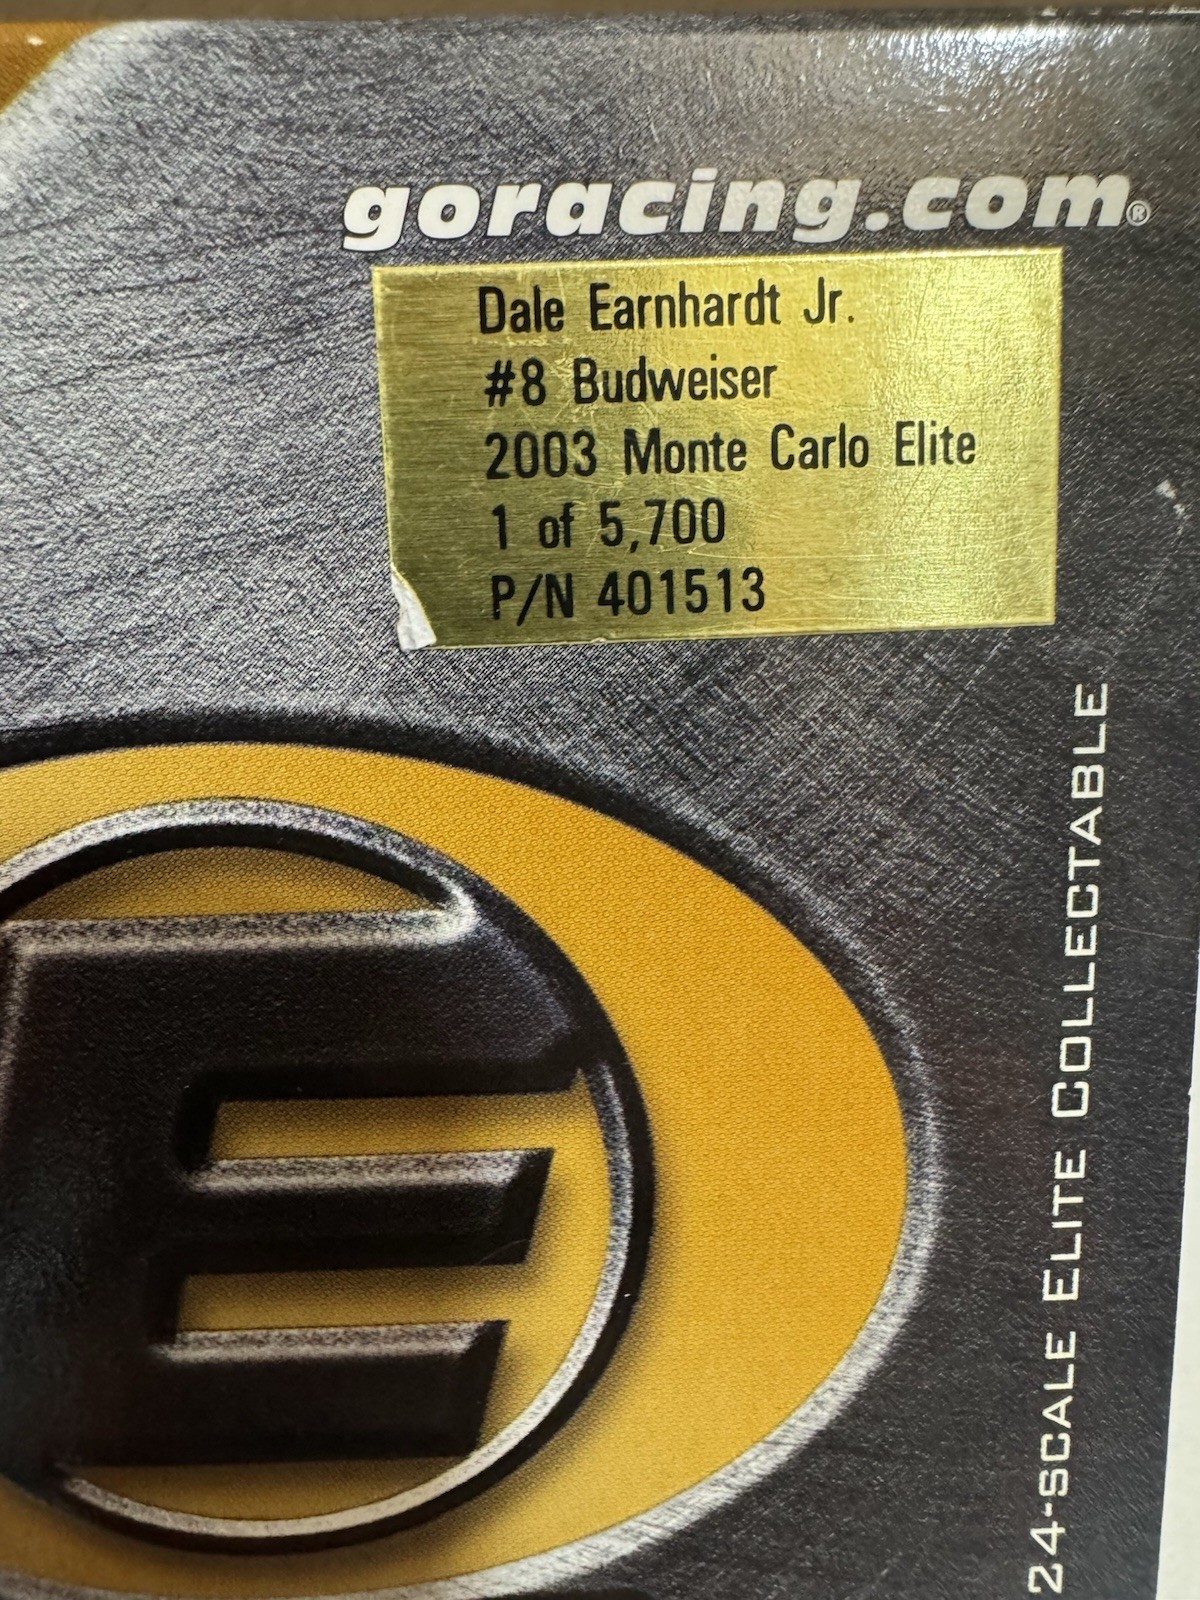 goracing.com®
Dale Earnhardt Jr.
#8 Budweiser
2003 Monte Carlo Elite
1 of 5,700
P/N 401513
E
24-SCALE ELITE COLLECTABLE